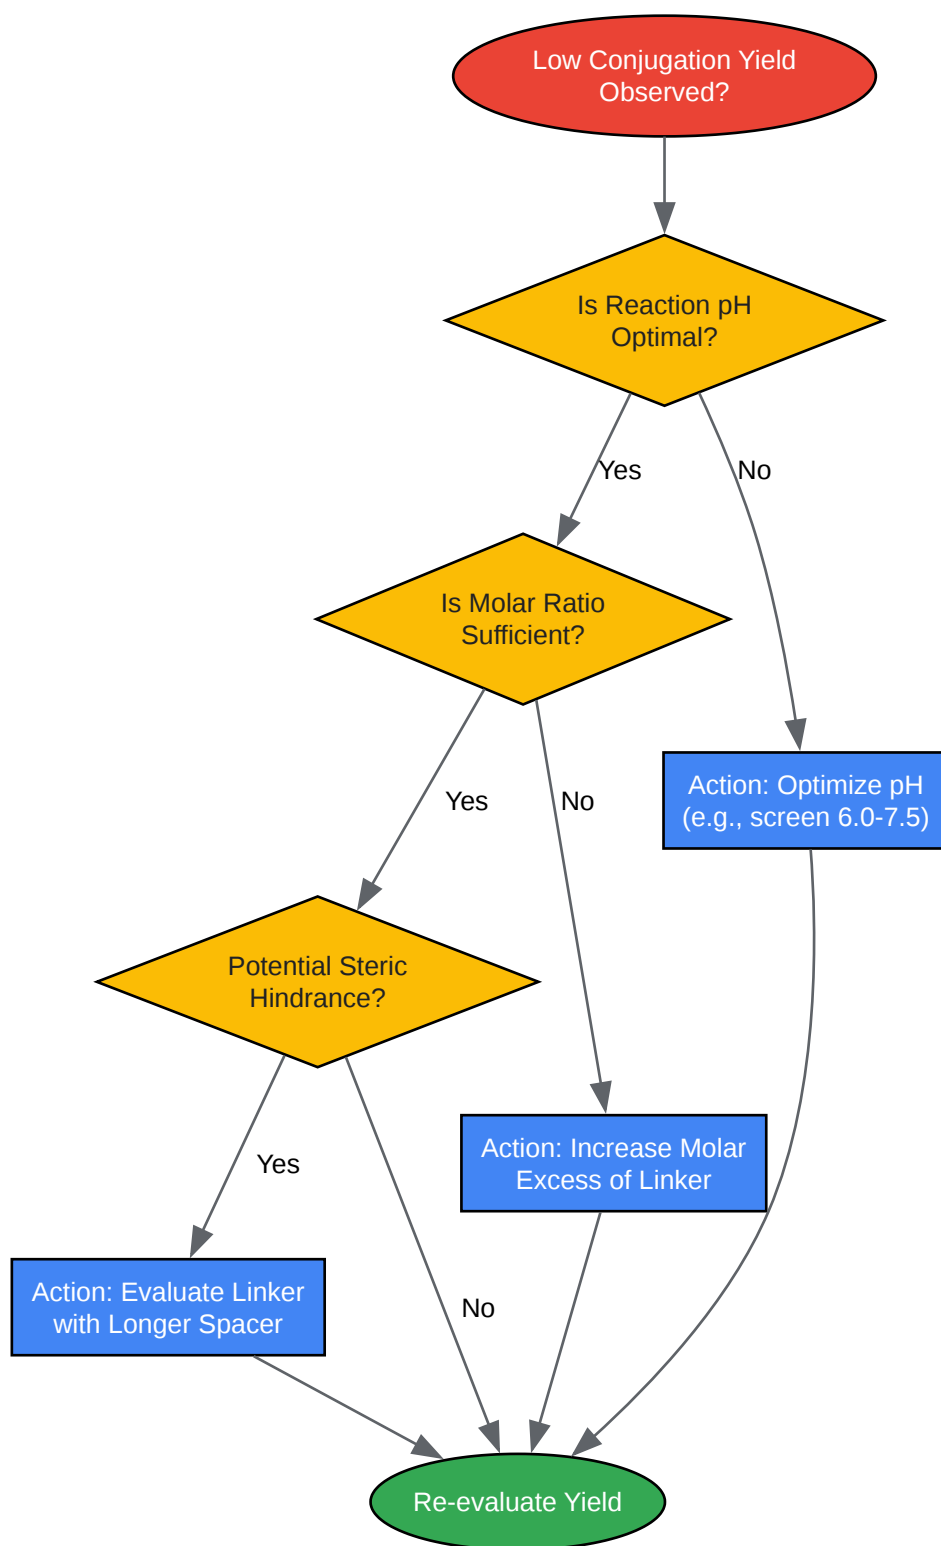 Low Conjugation Yield
Observed?
Is Reaction pH
Optimal?
Yes
No
Is Molar Ratio
Sufficient?
Action: Optimize pH
(e.g., screen 6.0-7.5)
Yes
No
Potential Steric
Hindrance?
Action: Increase Molar
Excess of Linker
Yes
Action: Evaluate Linker
with Longer Spacer
No
Re-evaluate Yield